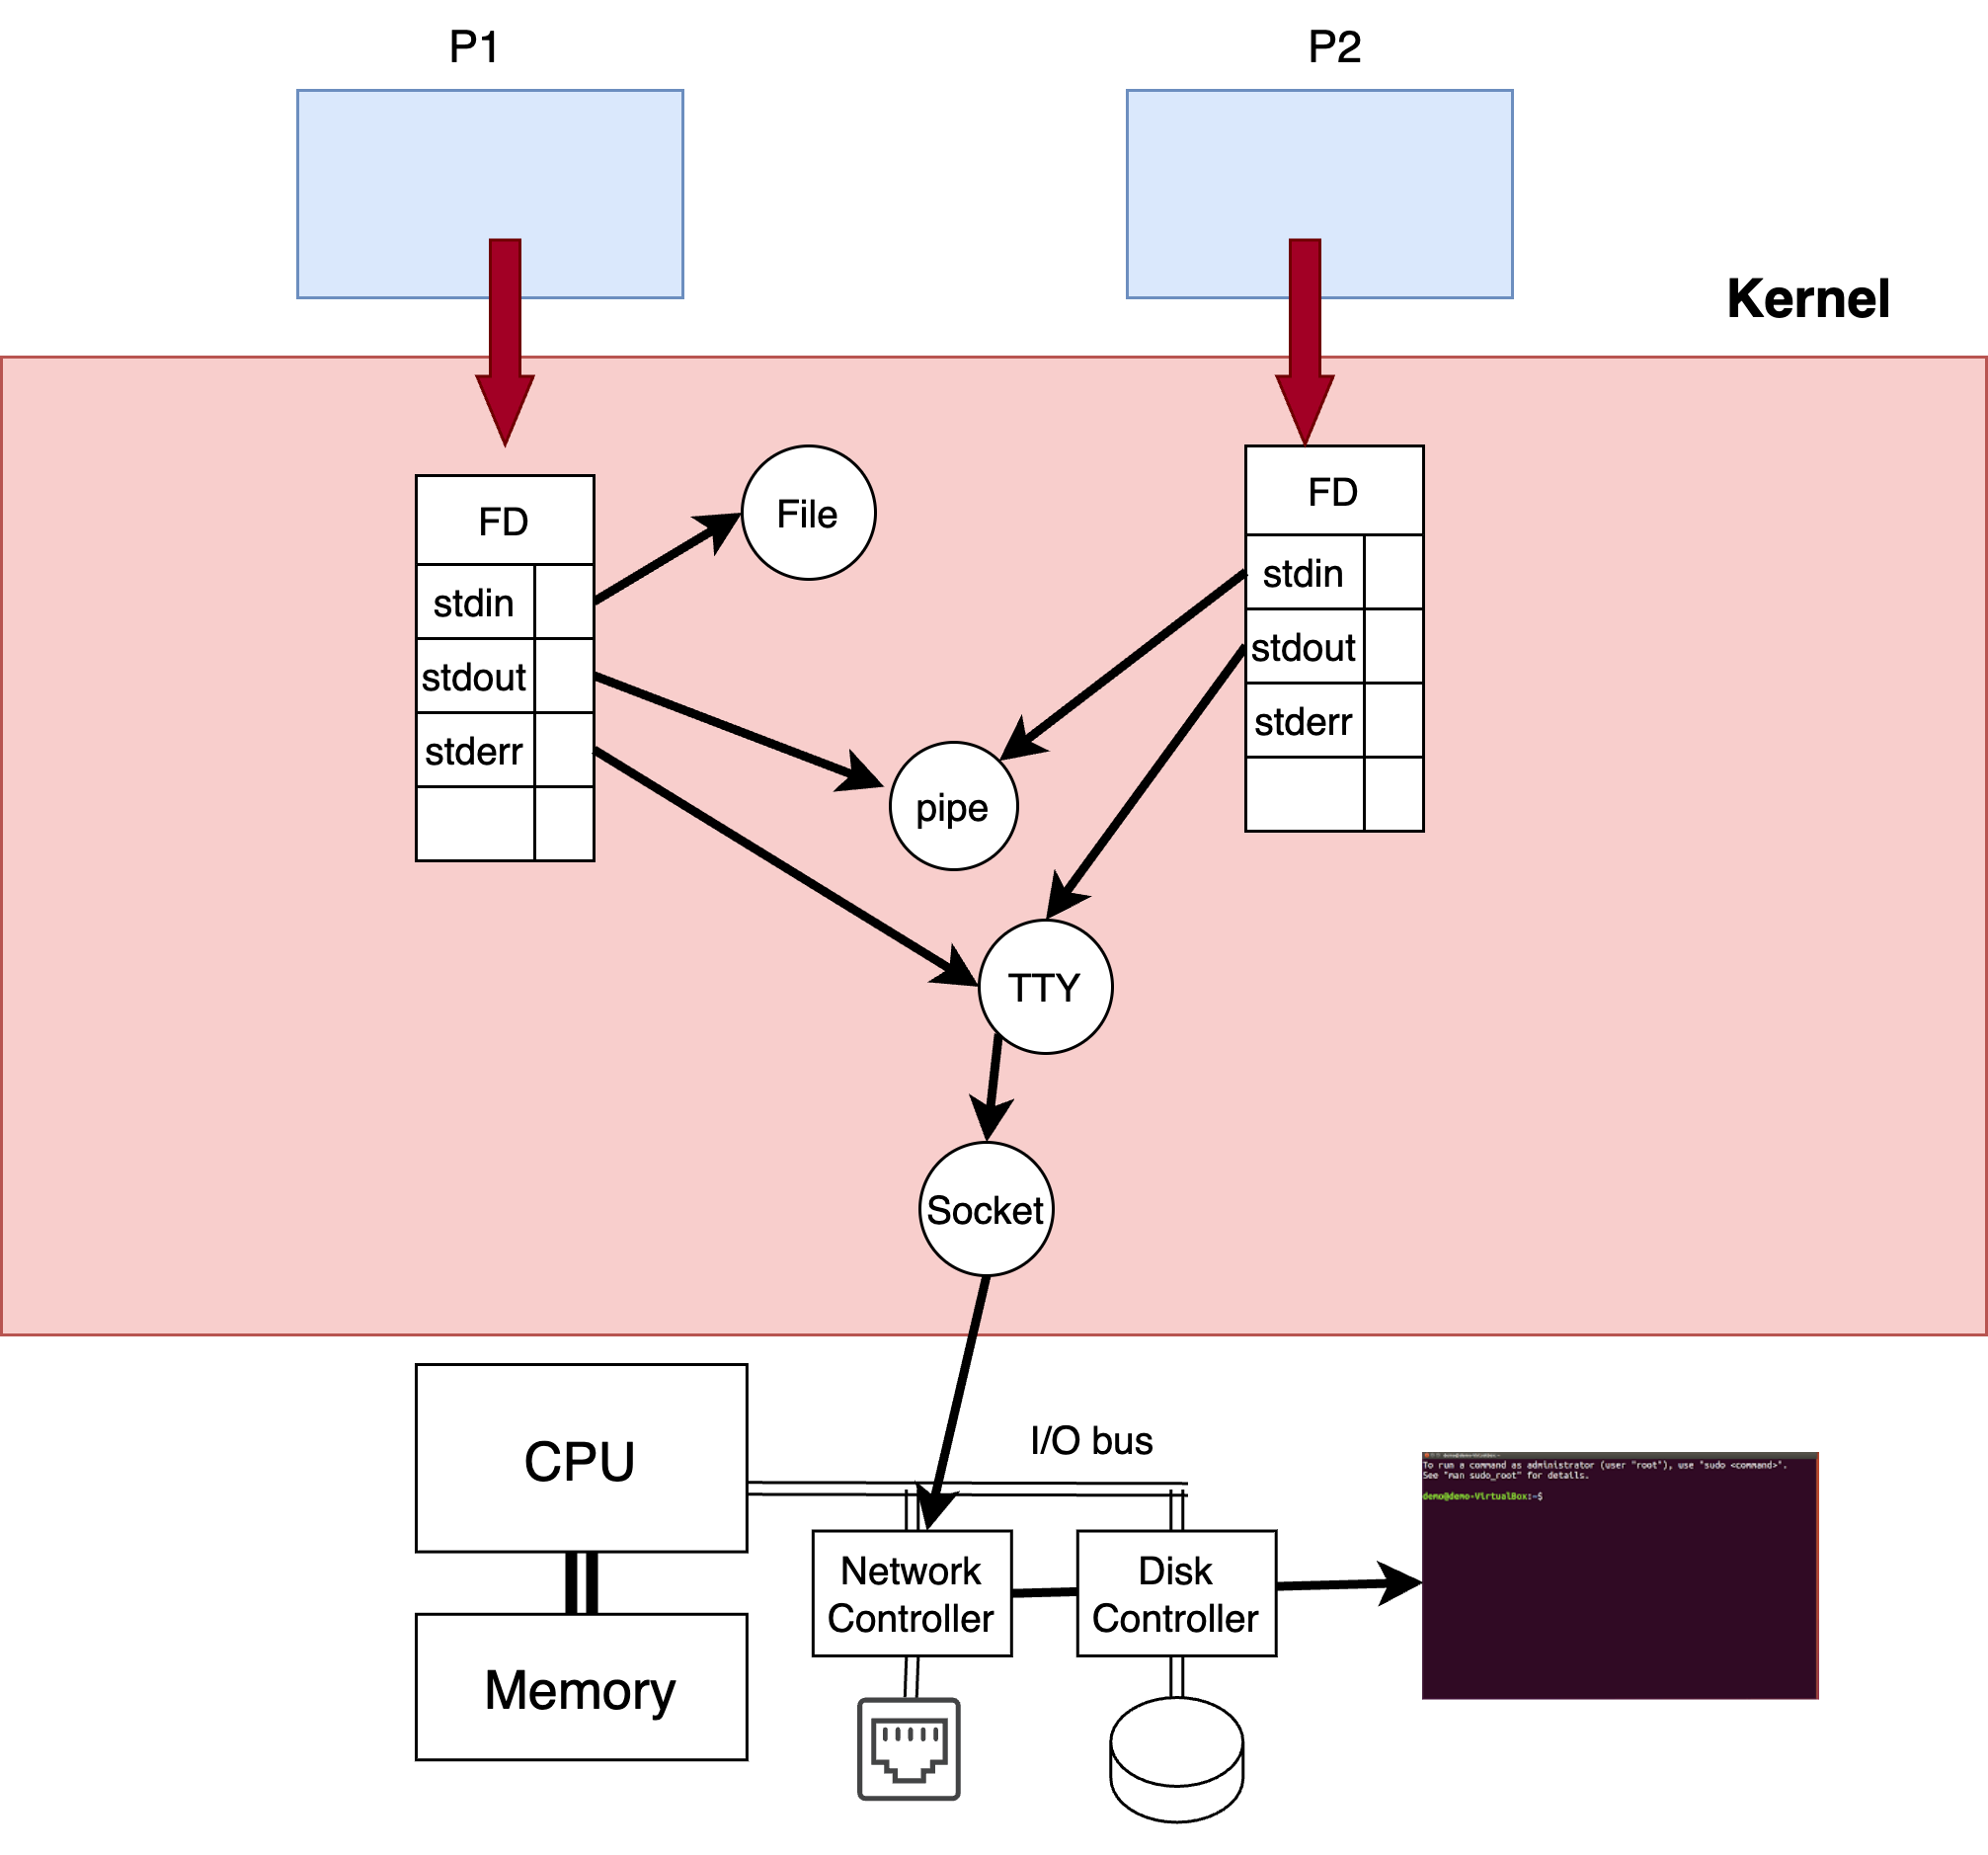 P1
P2
Kernel
FD
stdin
stdout
stderr
File
FD
stdin
stdout
stderr
pipe
TTY
Socket
CPU
Memory
I/O bus
Network
Controller
Disk
Controller
To run a command as administrator (user "root"), use "sudo <command>".
See "man sudo_root" for details.
demo@demo-VirtualBox:~$